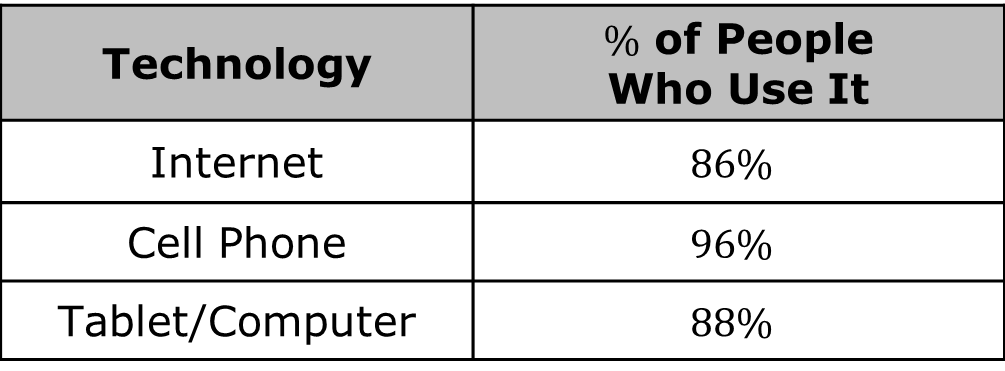 Technology
% of People
Who Use It
Internet
86%
Cell Phone
96%
Tablet/Computer
88%